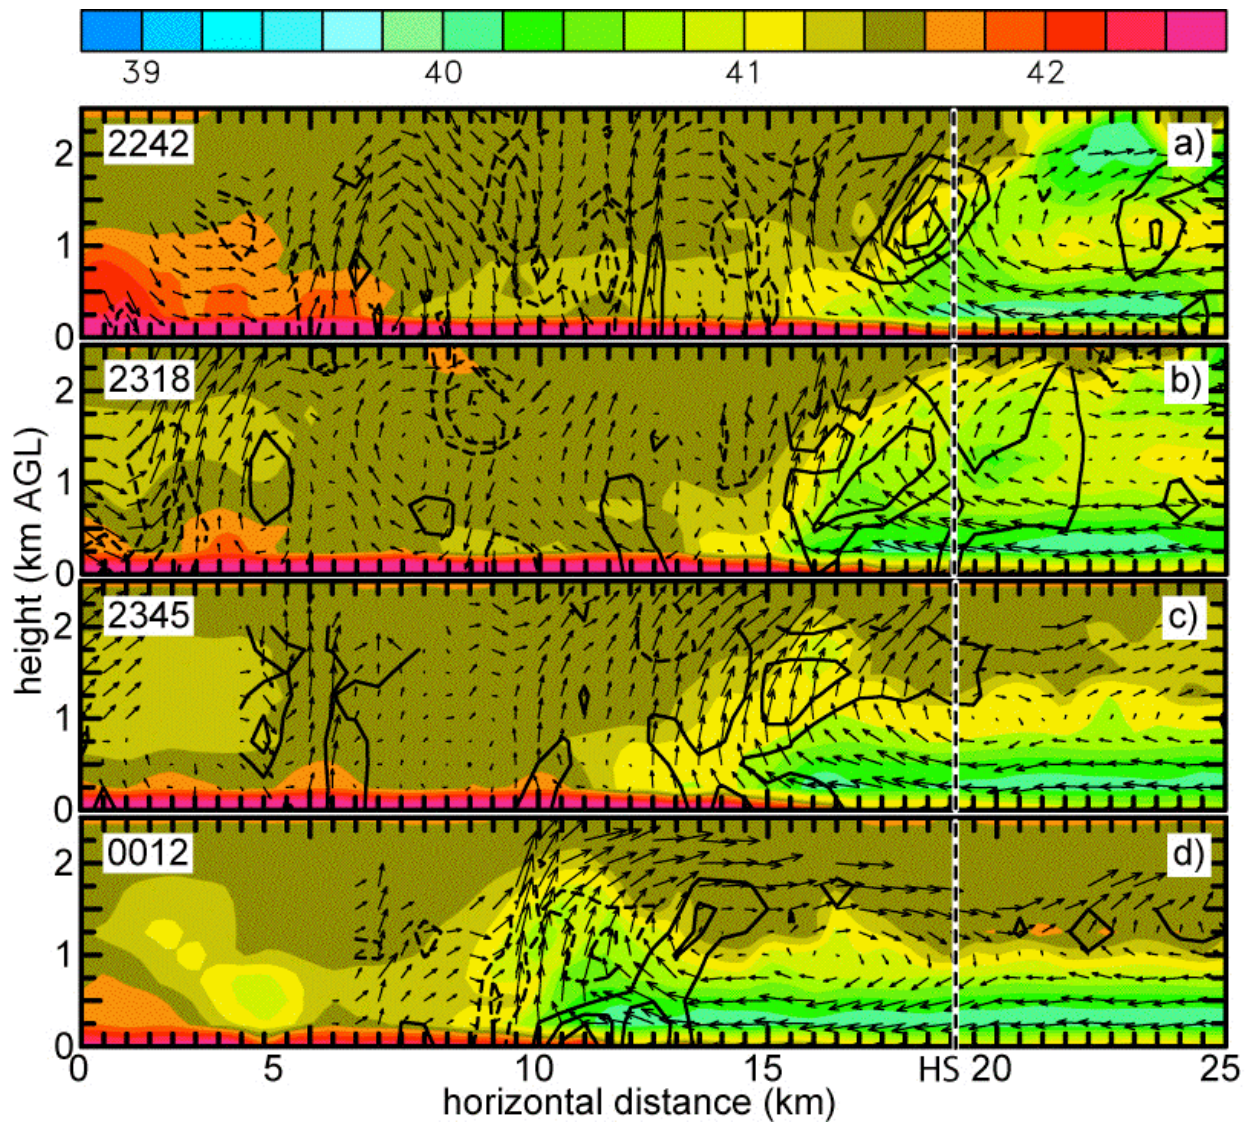 39 40 41 42
2242 a)
2 1 0
2318 b)
2 1 0
2345 c)
2 1 0
0012 d)
2 1 0
height (km AGL)
0 5 10 15 HS 20 25
horizontal distance (km)